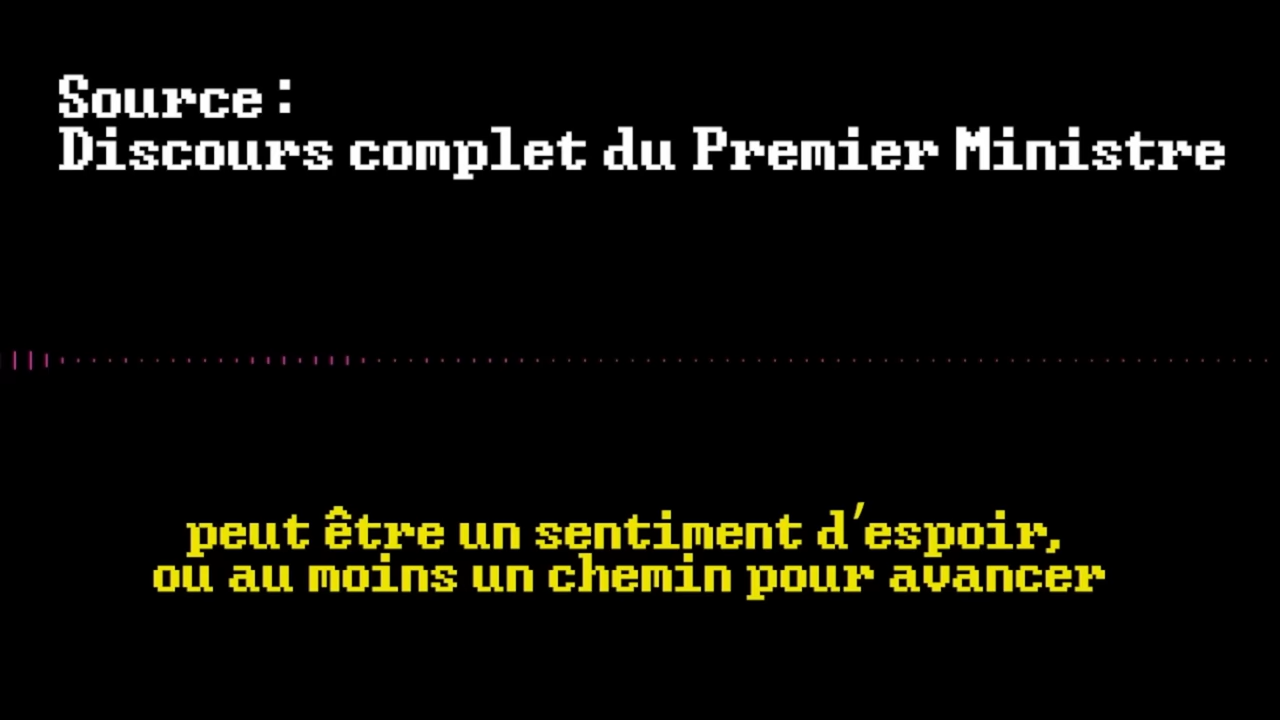 Source :
Discours complet du Premier Ministre
peut être un sentiment d'espoir,
ou au moins un chemin pour avancer